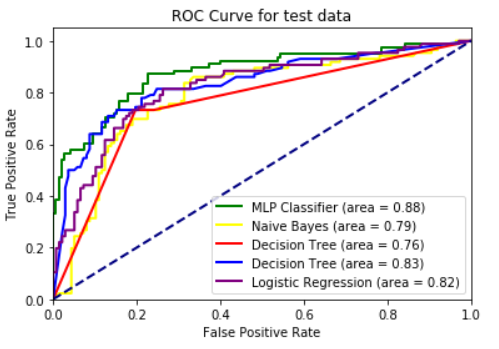 ROC Curve for test data
1.0
0.8
0.6
0.4
0.2
0.0
True Positive Rate
MLP Classifier (area = 0.88)
Naive Bayes (area = 0.79)
Decision Tree (area = 0.76)
Decision Tree (area = 0.83)
Logistic Regression (area = 0.82)
0.0 0.2 0.4 0.6 0.8 1.0
False Positive Rate